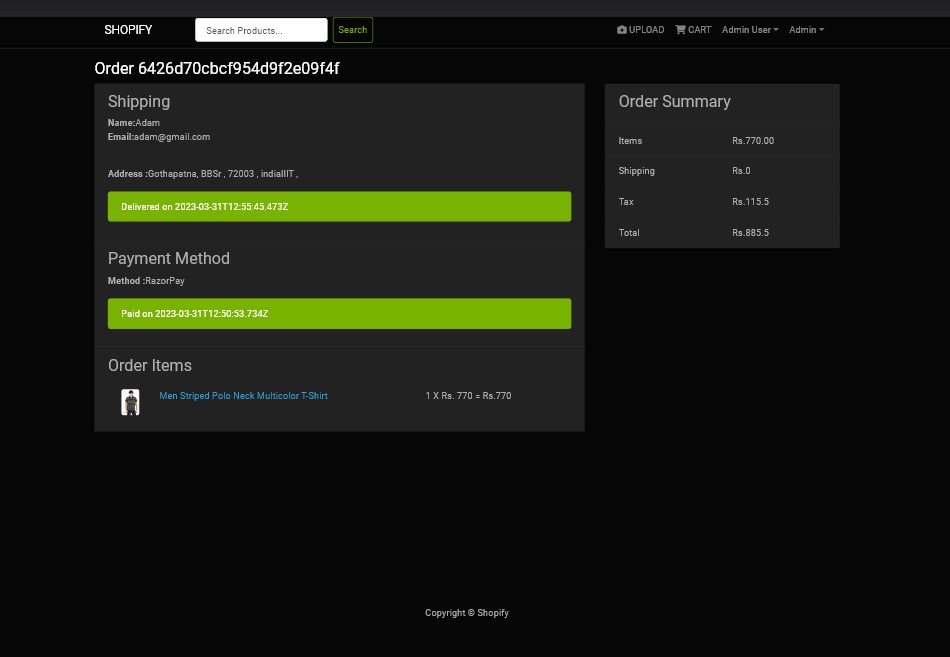 SHOPIFY
Search Products...
Search
UPLOAD
CART
Admin User
Admin
Order 6426d70cbcf954d9f2e09f4f
Shipping
Name:Adam
Email:adam@gmail.com
Address :Gothapatna, BBSr , 72003 , indiaIIIT ,
Delivered on 2023-03-31T12:55:45.473Z
Payment Method
Method :RazorPay
Paid on 2023-03-31T12:50:53.734Z
Order Items
Men Striped Polo Neck Multicolor T-Shirt
1 X Rs. 770 = Rs.770
Order Summary
Items Rs.770.00
Shipping Rs.0
Tax Rs.115.5
Total Rs.885.5
Copyright © Shopify